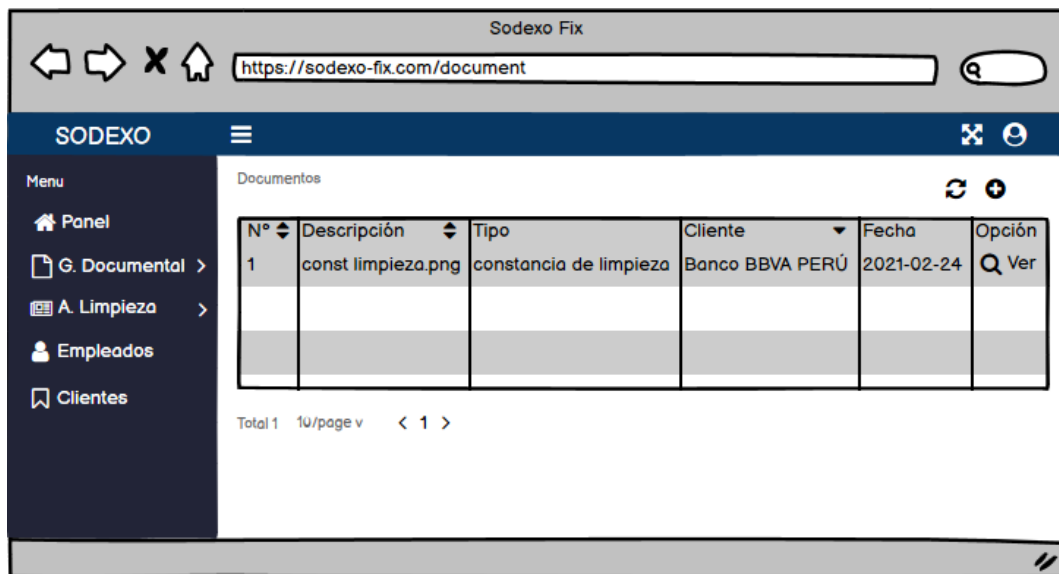 Sodexo Fix
https://sodexo-fix.com/document
SODEXO
Menu
Panel
G. Documental
A. Limpieza
Empleados
Clientes
Documentos
Nº Descripción Tipo Cliente Fecha Opción
1 const limpieza.png constancia de limpieza Banco BBVA PERÚ 2021-02-24 Ver
Total 1 10/page v < 1 >